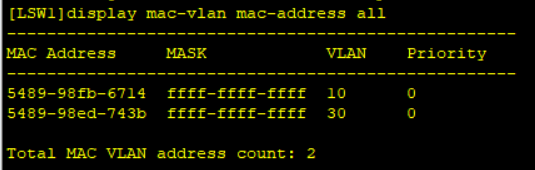 [LSW1]display mac-vlan mac-address all
---------------------------------------------------
MAC Address     MASK            VLAN    Priority
---------------------------------------------------
5489-98fb-6714  ffff-ffff-ffff  10      0
5489-98ed-743b  ffff-ffff-ffff  30      0
Total MAC VLAN address count: 2